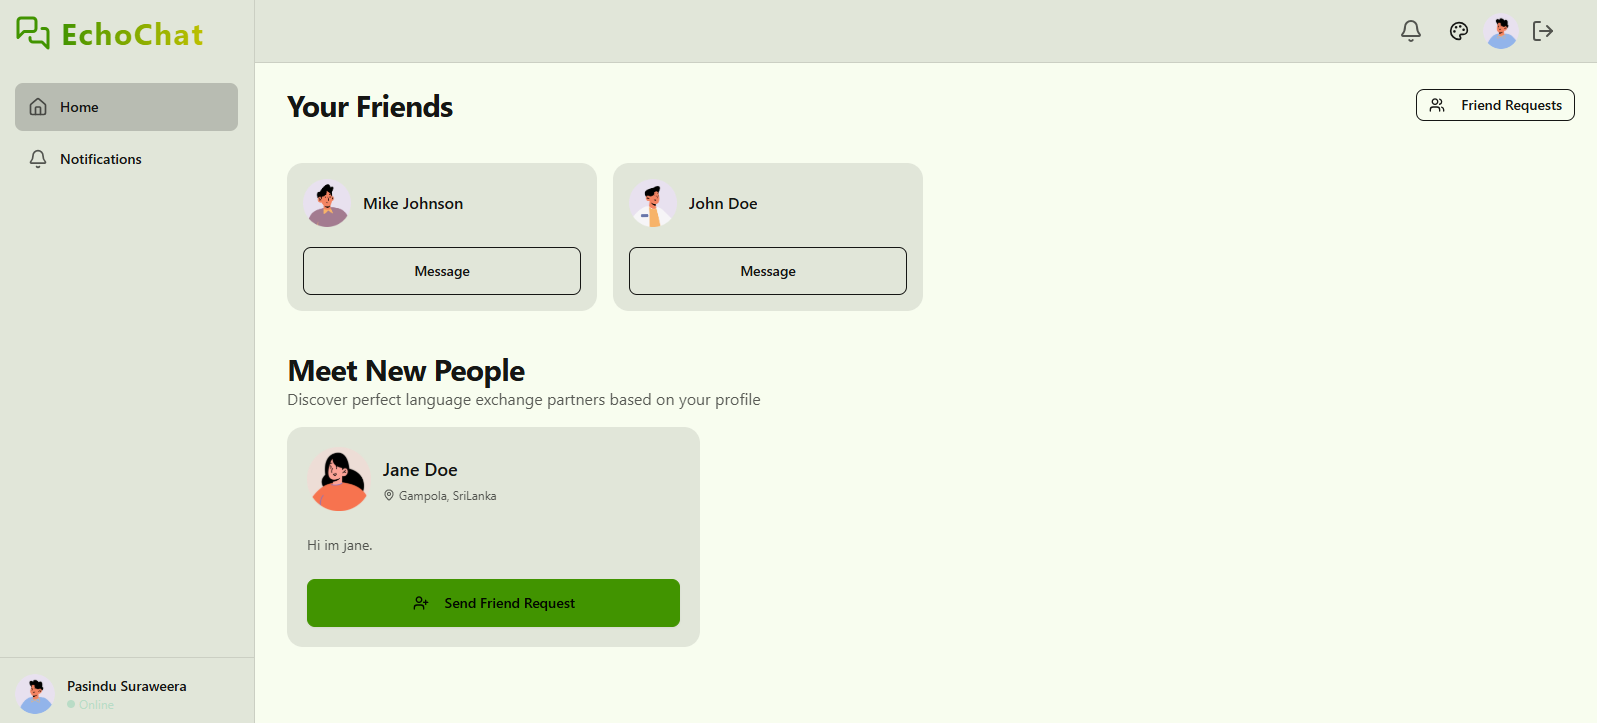 EchoChat
Home
Notifications
Your Friends
Friend Requests
Mike Johnson
John Doe
Message
Message
Meet New People
Discover perfect language exchange partners based on your profile
Jane Doe
Gampola, SriLanka
Hi im jane.
Send Friend Request
Pasindu Suraweera
Online